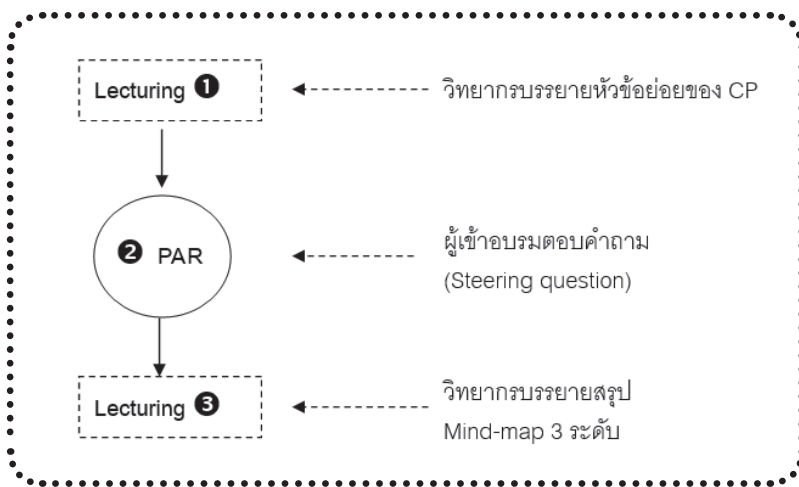 Lecturing ❶
วิทยากรบรรยายหัวข้อย่อยของ CP
❷ PAR
ผู้เข้าอบรมตอบคำถาม
(Steering question)
Lecturing ❸
วิทยากรบรรยายสรุป
Mind-map 3 ระดับ